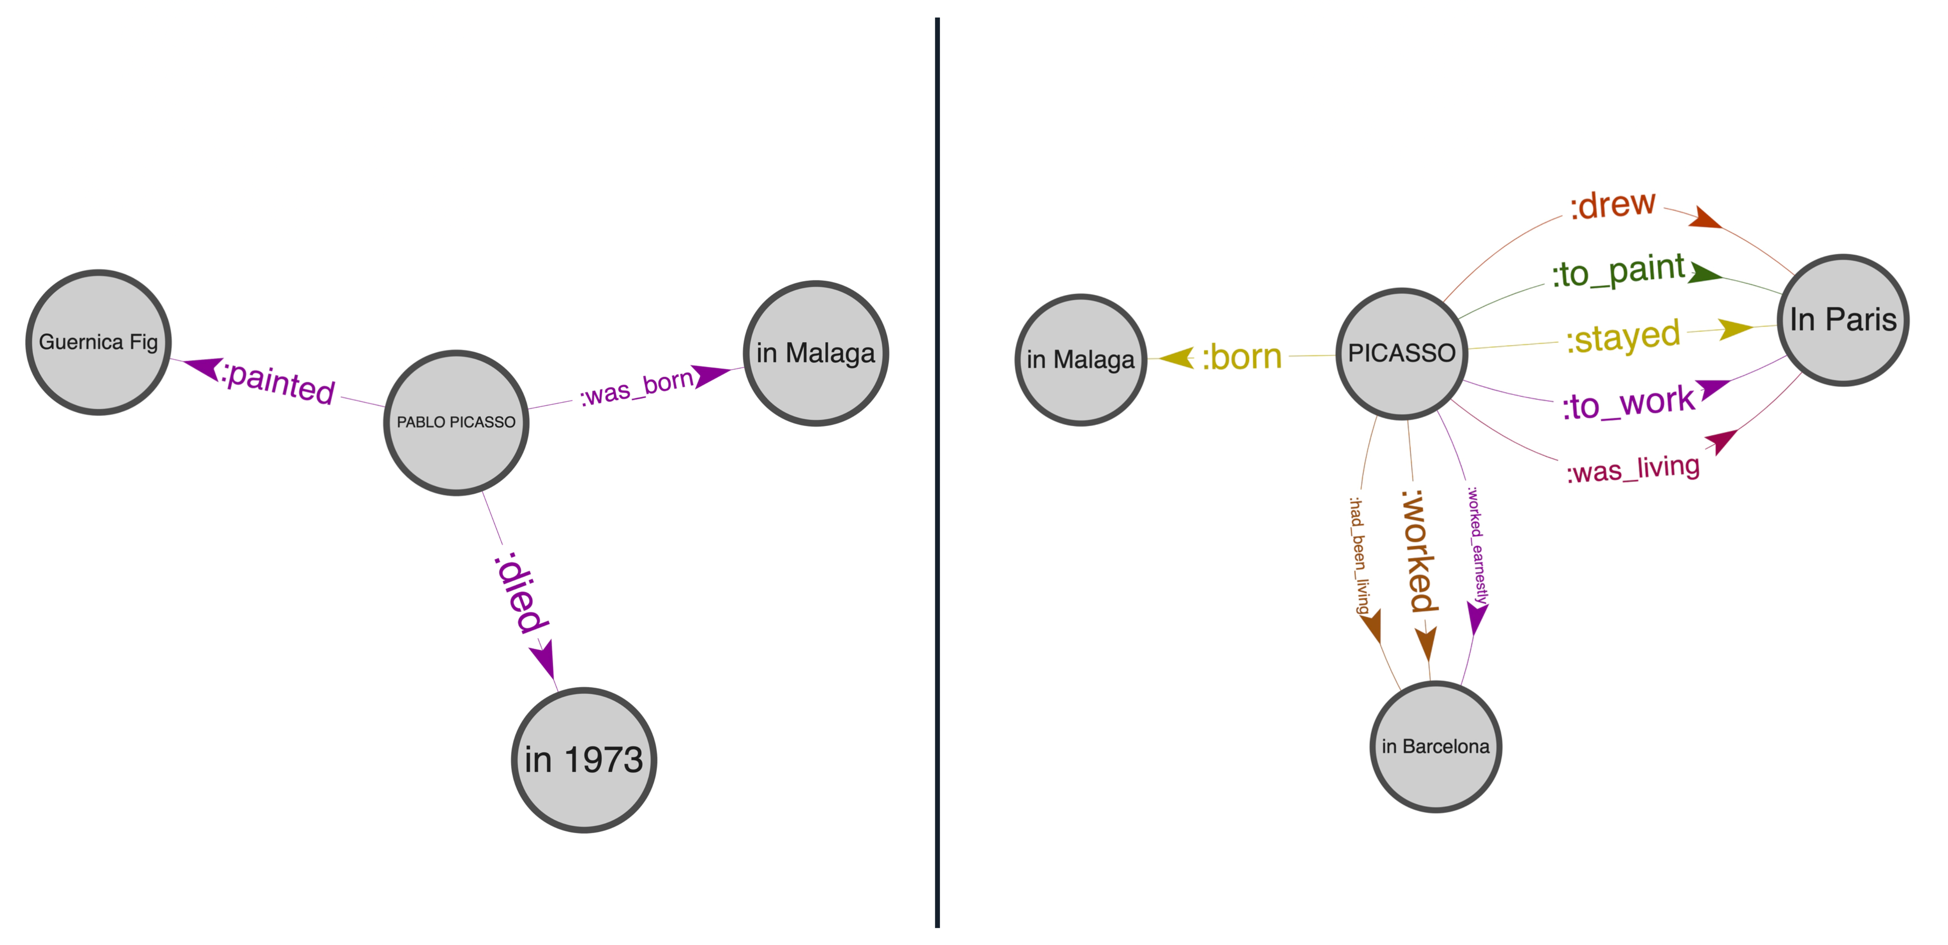 Guernica Fig
:painted
PABLO PICASSO
:was_born
in Malaga
:died
in 1973
in Malaga
:born
PICASSO
:drew
:to_paint
:stayed
:to_work
:was_living
In Paris
:had_been_living
:worked
:worked_earnestly
in Barcelona